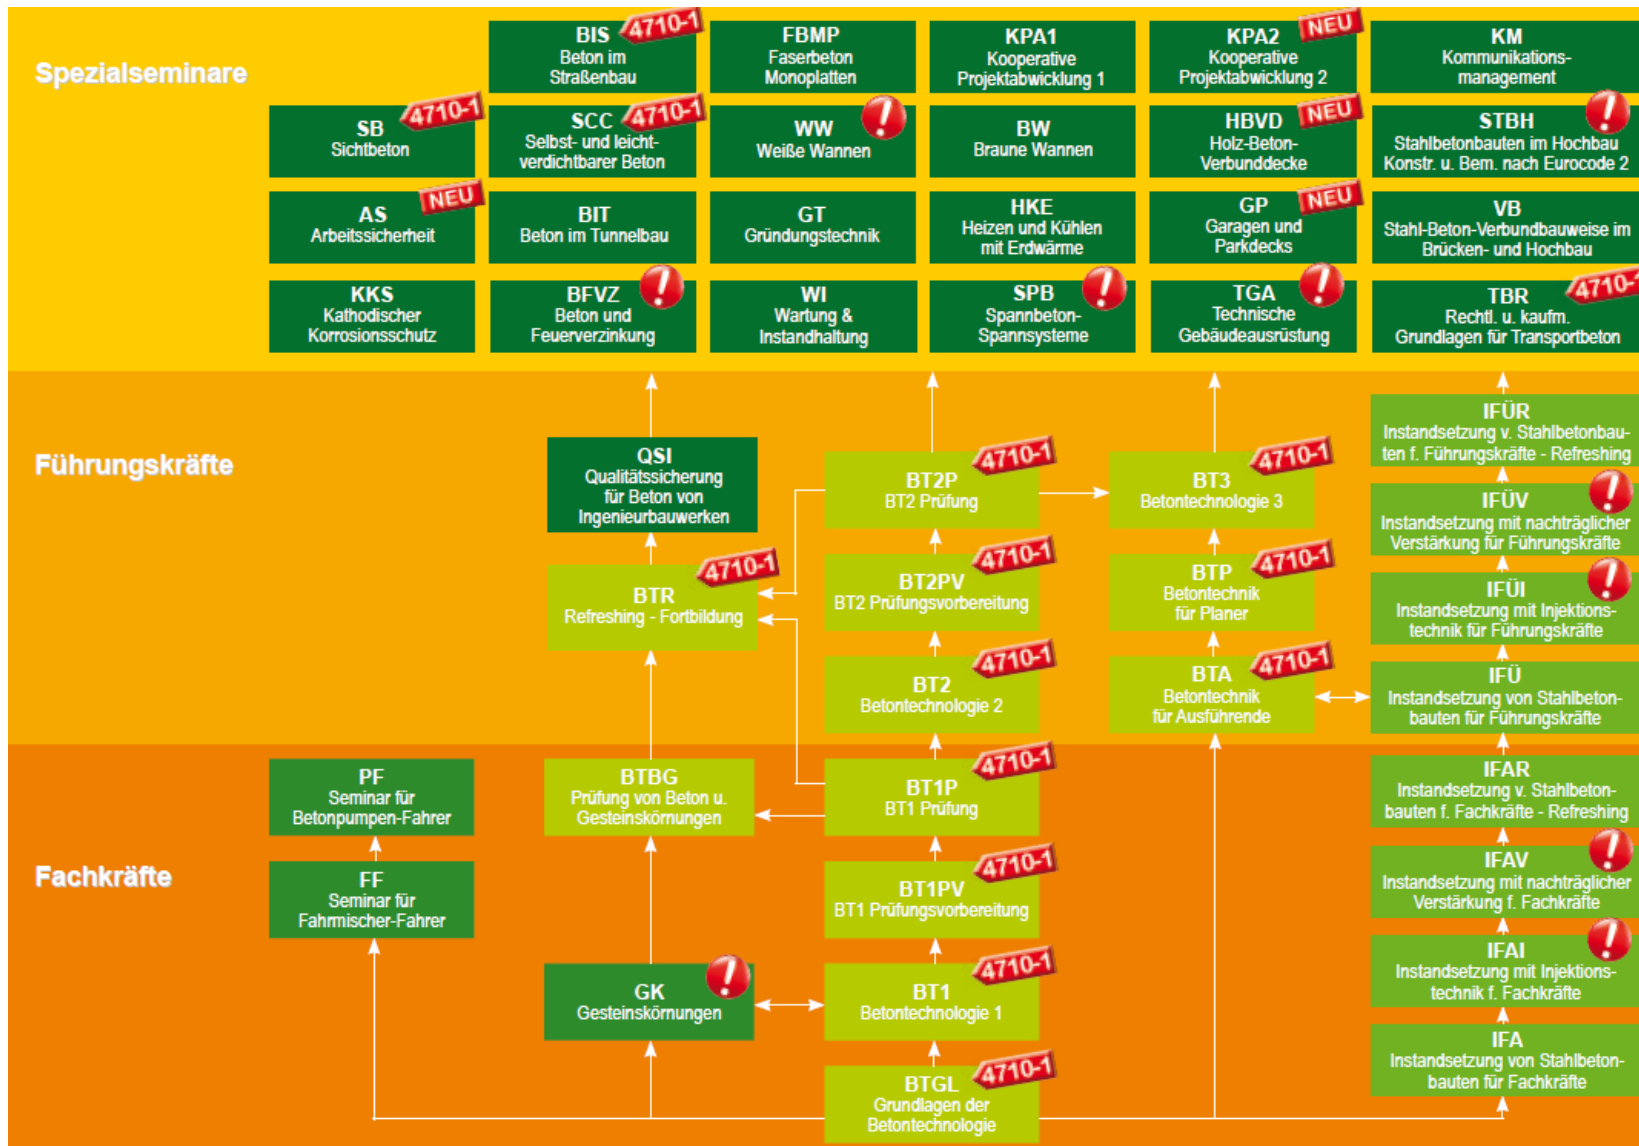 Spezialseminare
BIS
4710-1
Beton im
Straßenbau
FBMP
Faserbeton
Monoplatten
KPA1
Kooperative
Projektabwicklung 1
KPA2
NEU
Kooperative
Projektabwicklung 2
KM
Kommunikations-
management
SB
4710-1
Sichtbeton
SCC
4710-1
Selbst- und leicht-
verdichtbarer Beton
WW
!
Weiße Wannen
BW
Braune Wannen
HBVD
NEU
Holz-Beton-
Verbunddecke
STBH
!
Stahlbetonbauten im Hochbau
Konstr. u. Bem. nach Eurocode 2
AS
NEU
Arbeitssicherheit
BIT
Beton im Tunnelbau
GT
Gründungstechnik
HKE
Heizen und Kühlen
mit Erdwärme
GP
NEU
Garagen und
Parkdecks
VB
Stahl-Beton-Verbundbauweise im
Brücken- und Hochbau
KKS
Kathodischer
Korrosionsschutz
BFVZ
!
Beton und
Feuerverzinkung
WI
Wartung &
Instandhaltung
SPB
!
Spannbeton-
Spannsysteme
TGA
!
Technische
Gebäudeausrüstung
TBR
4710-1
Rechtl. u. kaufm.
Grundlagen für Transportbeton
Führungskräfte
QSI
Qualitätssicherung
für Beton von
Ingenieurbauwerken
BT2P
4710-1
BT2 Prüfung
BT3
4710-1
Betontechnologie 3
IFÜR
Instandsetzung v. Stahlbetonbau-
ten f. Führungskräfte - Refreshing
IFÜV
!
Instandsetzung mit nachträglicher
Verstärkung für Führungskräfte
BTR
4710-1
Refreshing - Fortbildung
BT2PV
4710-1
BT2 Prüfungsvorbereitung
BTP
4710-1
Betontechnik
für Planer
IFÜI
!
Instandsetzung mit Injektions-
technik für Führungskräfte
BT2
4710-1
Betontechnologie 2
BTA
4710-1
Betontechnik
für Ausführende
IFÜ
Instandsetzung von Stahlbeton-
bauten für Führungskräfte
Fachkräfte
PF
Seminar für
Betonpumpen-Fahrer
BTBG
Prüfung von Beton u.
Gesteinskörnungen
BT1P
4710-1
BT1 Prüfung
IFAR
Instandsetzung v. Stahlbeton-
bauten f. Fachkräfte - Refreshing
FF
Seminar für
Fahrmischer-Fahrer
BT1PV
4710-1
BT1 Prüfungsvorbereitung
IFAV
!
Instandsetzung mit nachträglicher
Verstärkung f. Fachkräfte
GK
!
Gesteinskörnungen
BT1
4710-1
Betontechnologie 1
IFAI
!
Instandsetzung mit Injektions-
technik f. Fachkräfte
BTGL
4710-1
Grundlagen der
Betontechnologie
IFA
Instandsetzung von Stahlbeton-
bauten für Fachkräfte